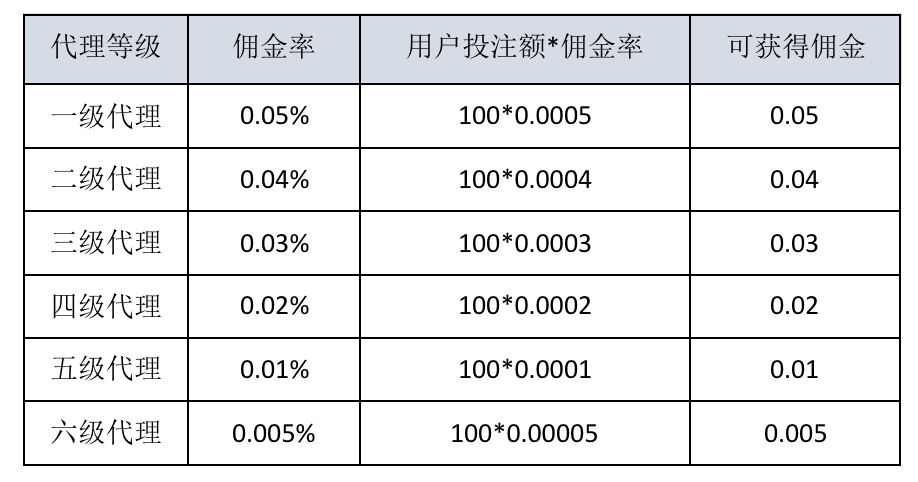 代理等级 佣金率 用户投注额*佣金率 可获得佣金
一级代理 0.05% 100*0.0005 0.05
二级代理 0.04% 100*0.0004 0.04
三级代理 0.03% 100*0.0003 0.03
四级代理 0.02% 100*0.0002 0.02
五级代理 0.01% 100*0.0001 0.01
六级代理 0.005% 100*0.00005 0.005